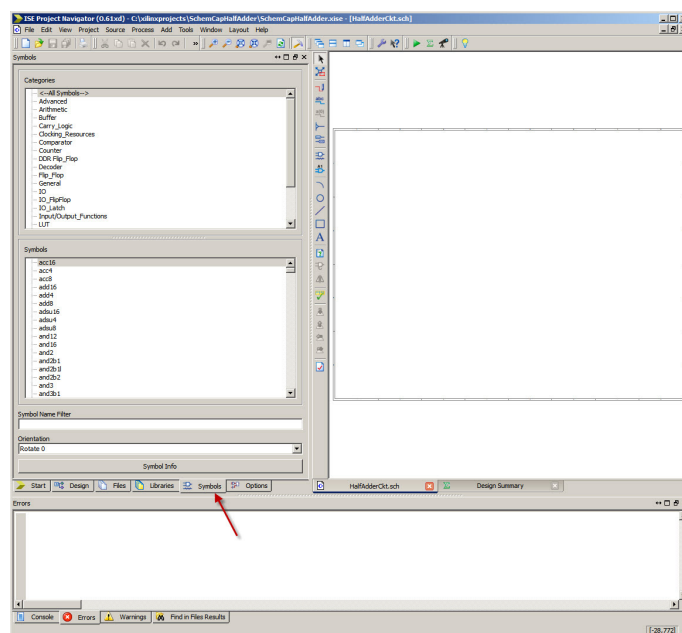 ISE Project Navigator (O.61xd) - C:\xilinxprojects\SchemCapHalfAdder\SchemCapHalfAdder.xise - [HalfAdderCkt.sch]
File Edit View Project Source Process Add Tools Window Layout Help
Symbols
Categories
<--All Symbols-->
Advanced
Arithmetic
Buffer
Carry_Logic
Clocking_Resources
Comparator
Counter
DDR Flip_Flop
Decoder
Flip_Flop
General
IO
IO_FlipFlop
IO_Latch
Input/Output_Functions
LUT
Symbols
acc16
acc4
acc8
add16
add4
add8
adsu16
adsu4
adsu8
and12
and16
and2
and2b1
and2b1l
and2b2
and3
and3b1
Symbol Name Filter
Orientation
Rotate 0
Symbol Info
Start Design Files Libraries Symbols Options
HalfAdderCkt.sch Design Summary
Errors
Console Errors Warnings Find in Files Results
[-28,772]